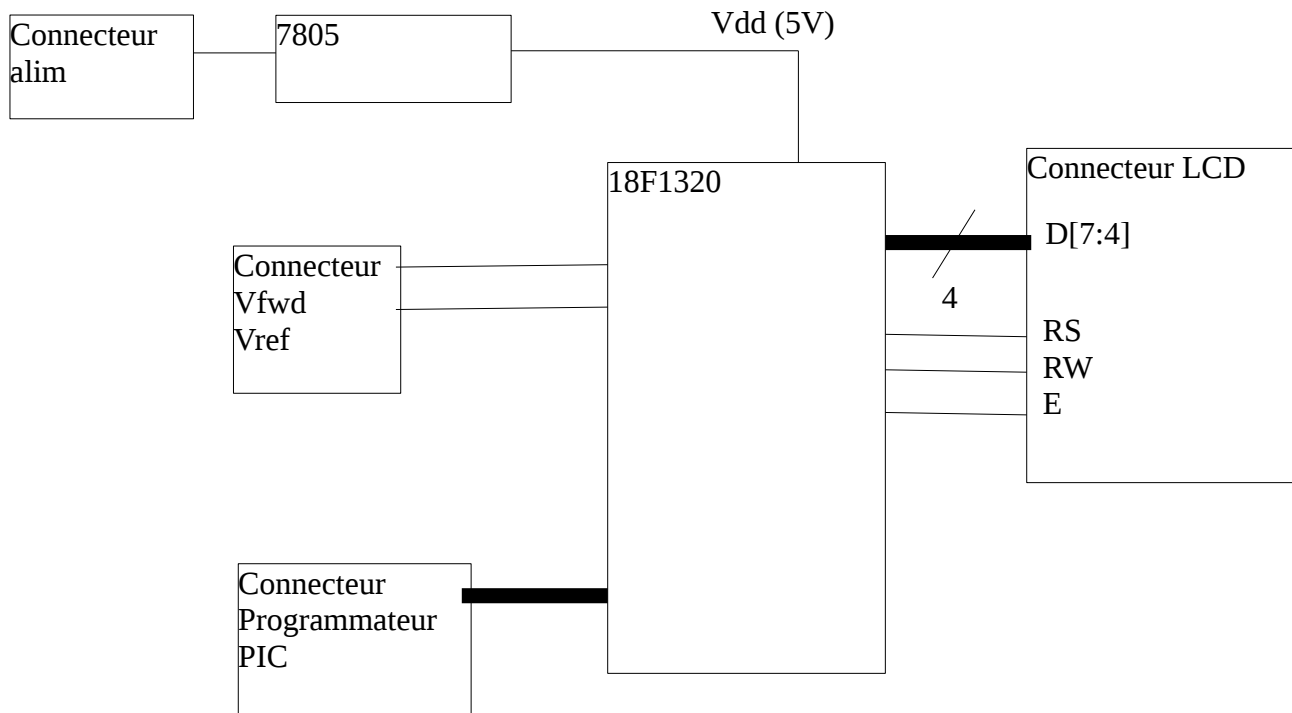 Connecteur
alim
7805
Vdd (5V)
18F1320
Connecteur LCD
D[7:4]
4
RS
RW
E
Connecteur
Vfwd
Vref
Connecteur
Programmateur
PIC